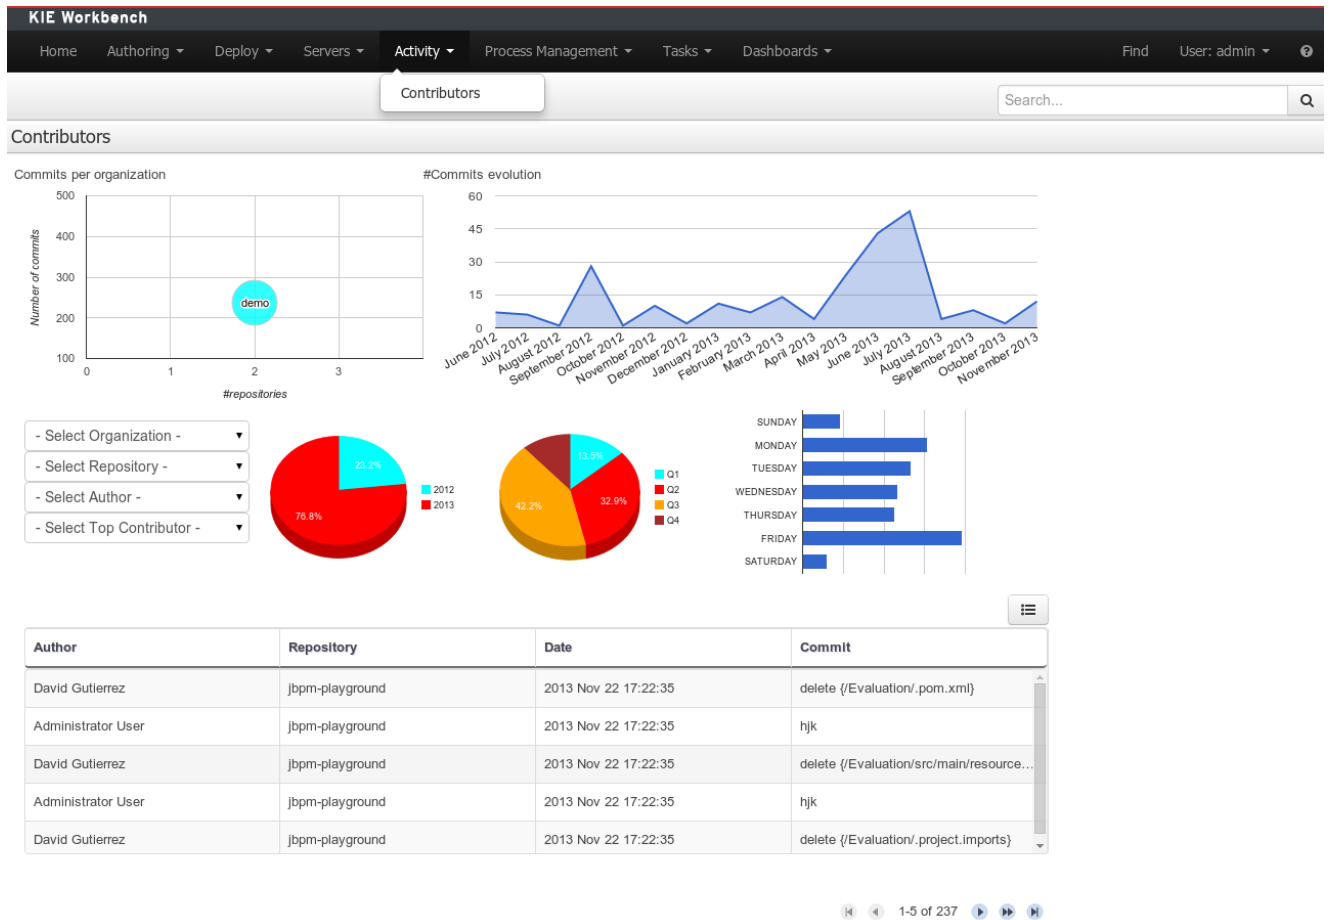 KIE Workbench
Home Authoring Deploy Servers Activity Process Management Tasks Dashboards Find User: admin
Contributors
Search...
Contributors
Commits per organization
500
400
300
200
100
Number of commits
demo
0 1 2 3
#repositories
#Commits evolution
60
45
30
15
0
June 2012 July 2012 August 2012 September 2012 October 2012 November 2012 December 2012 January 2013 February 2013 March 2013 April 2013 May 2013 June 2013 July 2013 August 2013 September 2013 October 2013 November 2013
- Select Organization -
- Select Repository -
- Select Author -
- Select Top Contributor -
23.2%
76.8%
2012
2013
13.5%
32.9%
42.2%
Q1
Q2
Q3
Q4
SUNDAY
MONDAY
TUESDAY
WEDNESDAY
THURSDAY
FRIDAY
SATURDAY
Author Repository Date Commit
David Gutierrez jbpm-playground 2013 Nov 22 17:22:35 delete {/Evaluation/.pom.xml}
Administrator User jbpm-playground 2013 Nov 22 17:22:35 hjk
David Gutierrez jbpm-playground 2013 Nov 22 17:22:35 delete {/Evaluation/src/main/resource...
Administrator User jbpm-playground 2013 Nov 22 17:22:35 hjk
David Gutierrez jbpm-playground 2013 Nov 22 17:22:35 delete {/Evaluation/.project.imports}
1-5 of 237